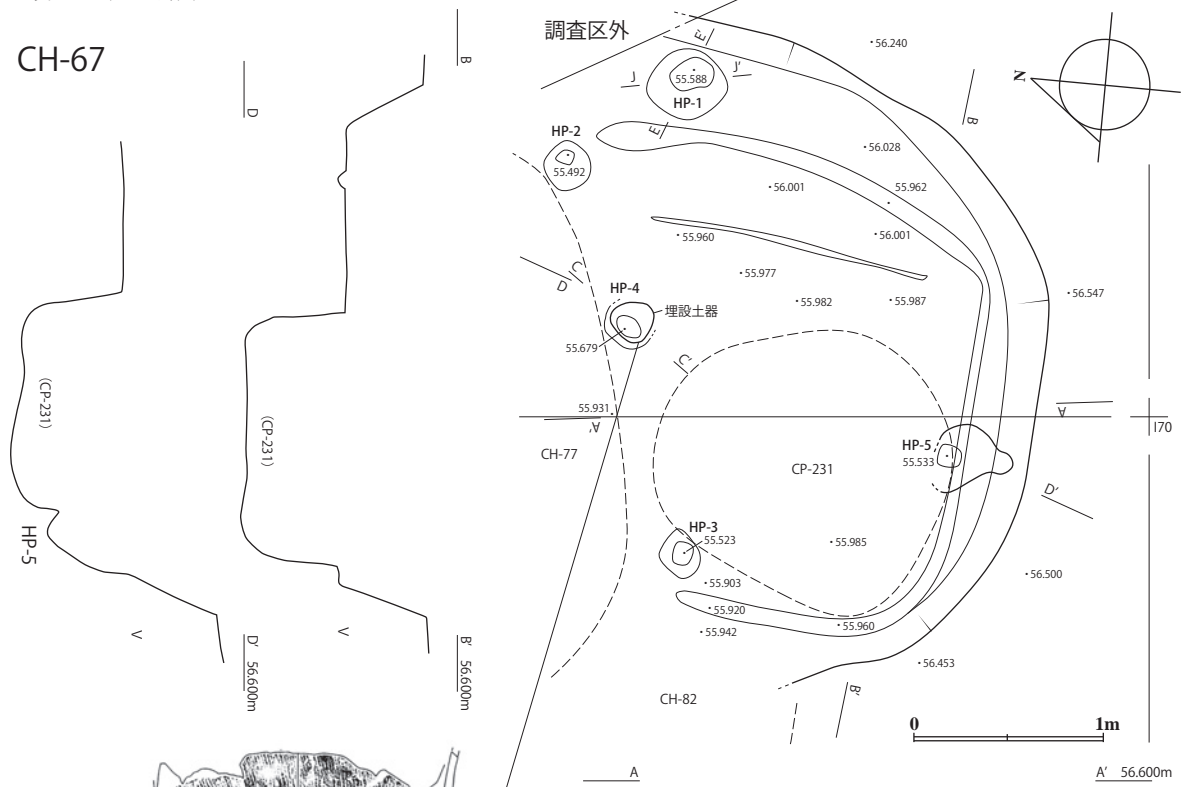 CH-67
B
D
(CP-231)
(CP-231)
HP-5
V
V
D' 56.600m
B' 56.600m
調査区外
E'
56.240
J
J'
55.588
HP-1
E
HP-2
55.492
B
N
56.028
56.001
55.962
55.960
56.001
C
D
55.977
HP-4
埋設土器
55.982
55.987
56.547
55.679
C'
55.931
A'
A
I70
CH-77
HP-5
55.533
CP-231
D'
HP-3
55.523
55.985
55.903
56.500
55.920
55.960
55.942
56.453
CH-82
B'
0 1m
A
A' 56.600m